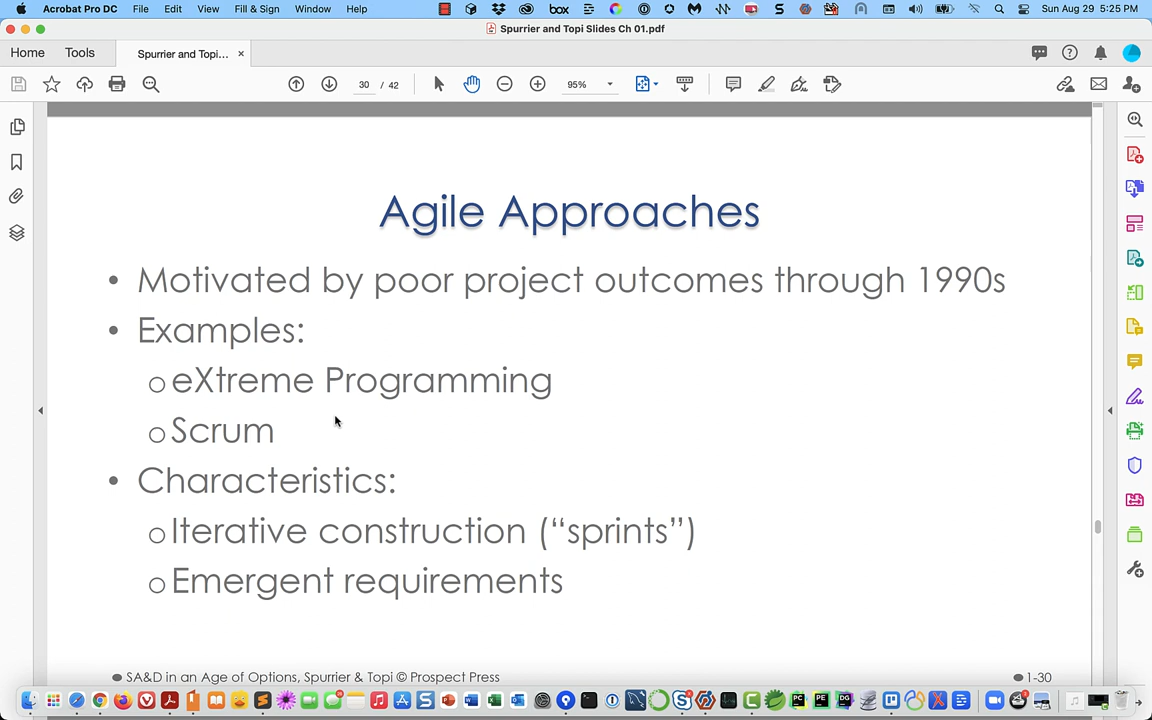 Acrobat Pro DC File Edit View Fill & Sign Window Help box Sun Aug 29 5:25 PM
Spurrier and Topi Slides Ch 01.pdf
Home Tools Spurrier and Topi... ×
30 / 42 95%
Agile Approaches
• Motivated by poor project outcomes through 1990s
• Examples:
o eXtreme Programming
o Scrum
• Characteristics:
o Iterative construction (“sprints”)
o Emergent requirements
● SA&D in an Age of Options, Spurrier & Topi © Prospect Press ● 1-30